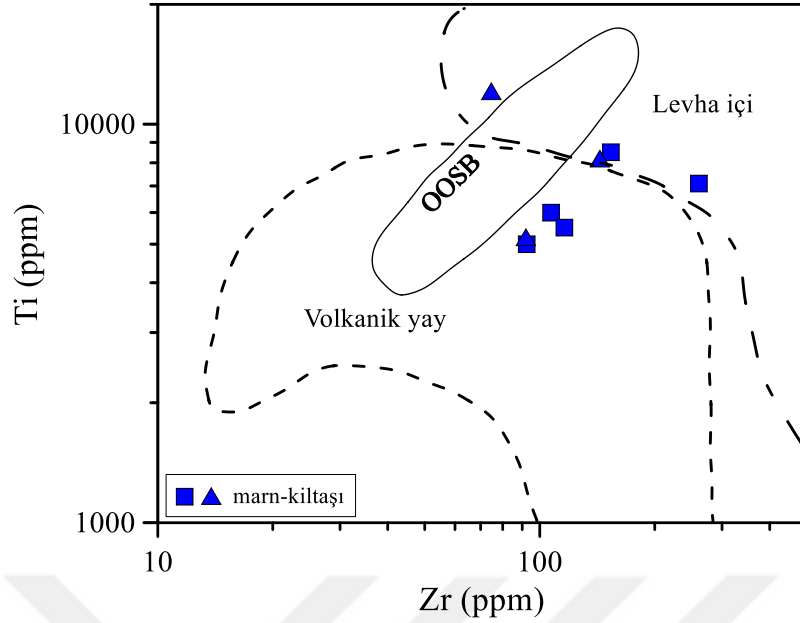 Levha içi
10000
OOSB
Ti (ppm)
Volkanik yay
marn-kiltaşı
1000
10
100
Zr (ppm)